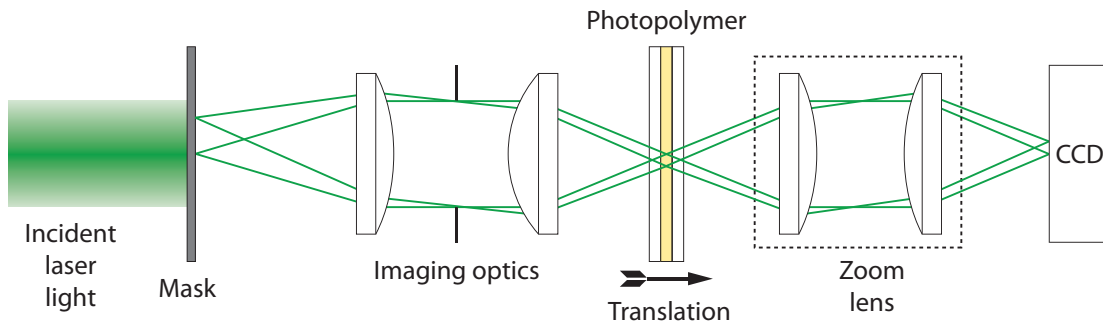 Photopolymer
CCD
Incident
laser
light
Mask
Imaging optics
Translation
Zoom
lens